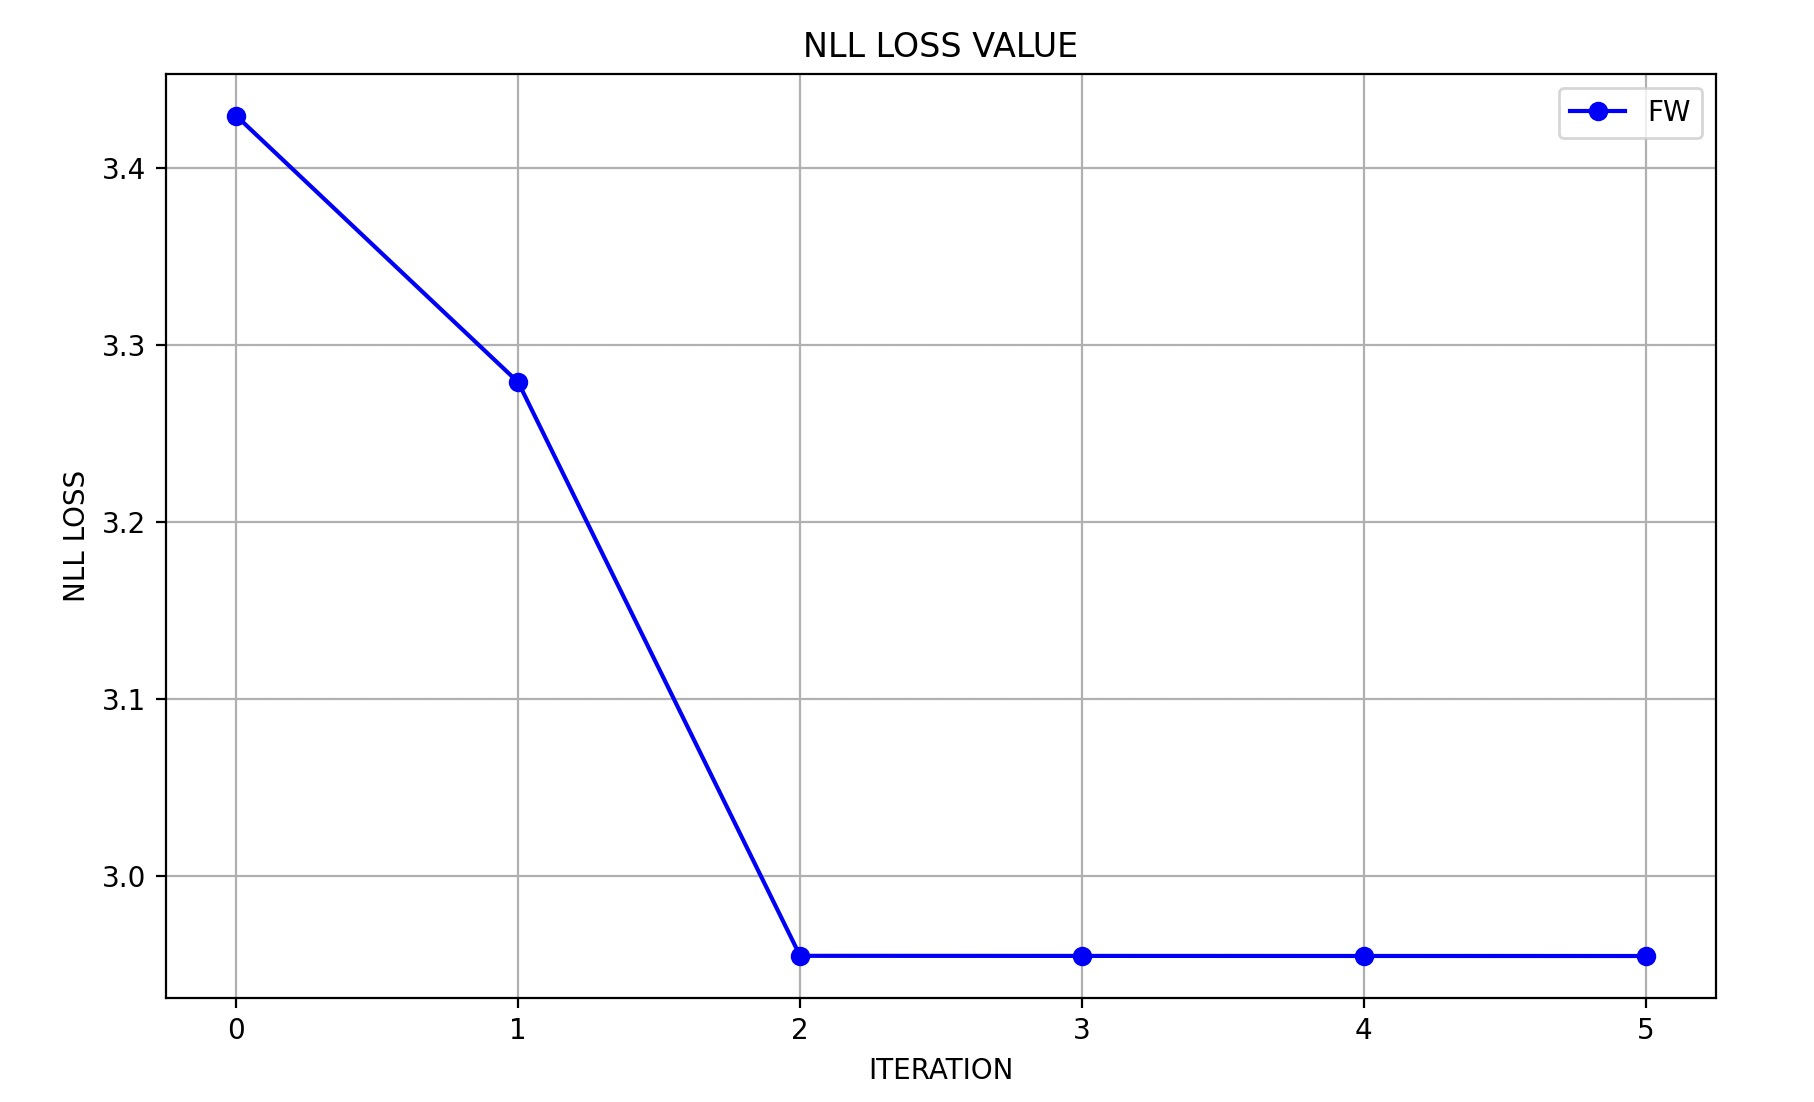 NLL LOSS VALUE
FW
NLL LOSS
3.4
3.3
3.2
3.1
3.0
0 1 2 3 4 5
ITERATION